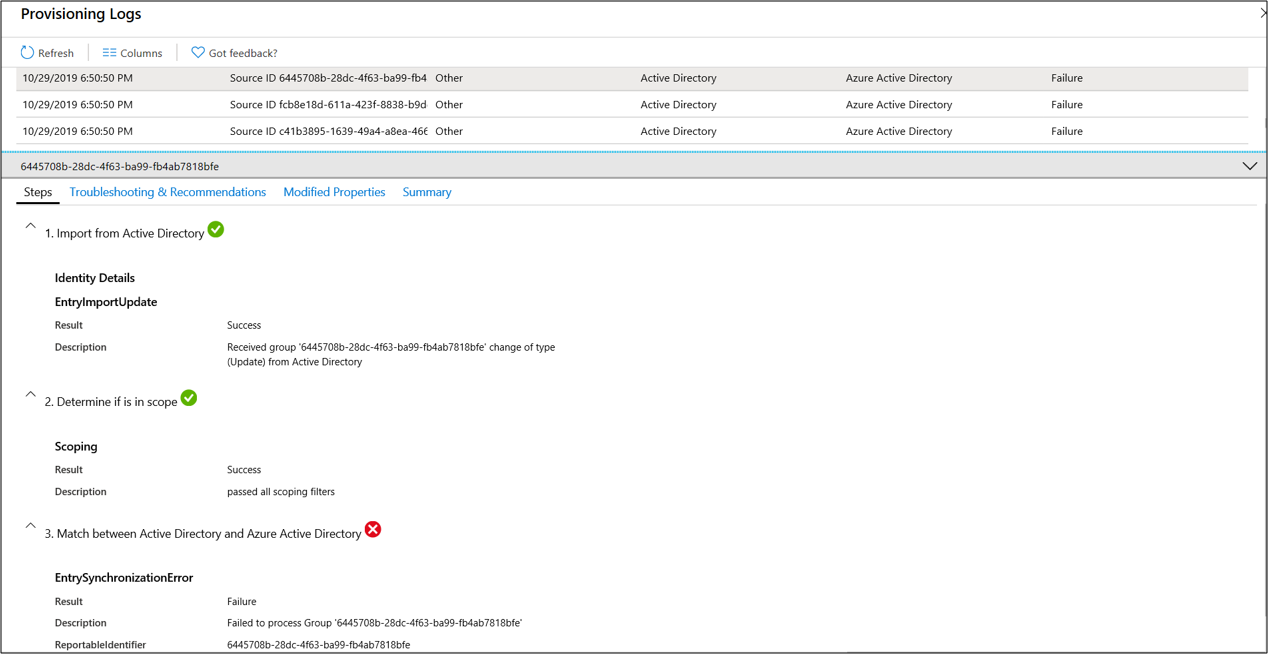 Provisioning Logs
Refresh Columns Got feedback?
10/29/2019 6:50:50 PM Source ID 6445708b-28dc-4f63-ba99-fb4 Other Active Directory Azure Active Directory Failure
10/29/2019 6:50:50 PM Source ID fcb8e18d-611a-423f-8838-b9d Other Active Directory Azure Active Directory Failure
10/29/2019 6:50:50 PM Source ID c41b3895-1639-49a4-a8ea-466 Other Active Directory Azure Active Directory Failure
6445708b-28dc-4f63-ba99-fb4ab7818bfe
Steps Troubleshooting & Recommendations Modified Properties Summary
1. Import from Active Directory
Identity Details
EntryImportUpdate
Result Success
Description Received group '6445708b-28dc-4f63-ba99-fb4ab7818bfe' change of type
(Update) from Active Directory
2. Determine if is in scope
Scoping
Result Success
Description passed all scoping filters
3. Match between Active Directory and Azure Active Directory
EntrySynchronizationError
Result Failure
Description Failed to process Group '6445708b-28dc-4f63-ba99-fb4ab7818bfe'
ReportableIdentifier 6445708b-28dc-4f63-ba99-fb4ab7818bfe